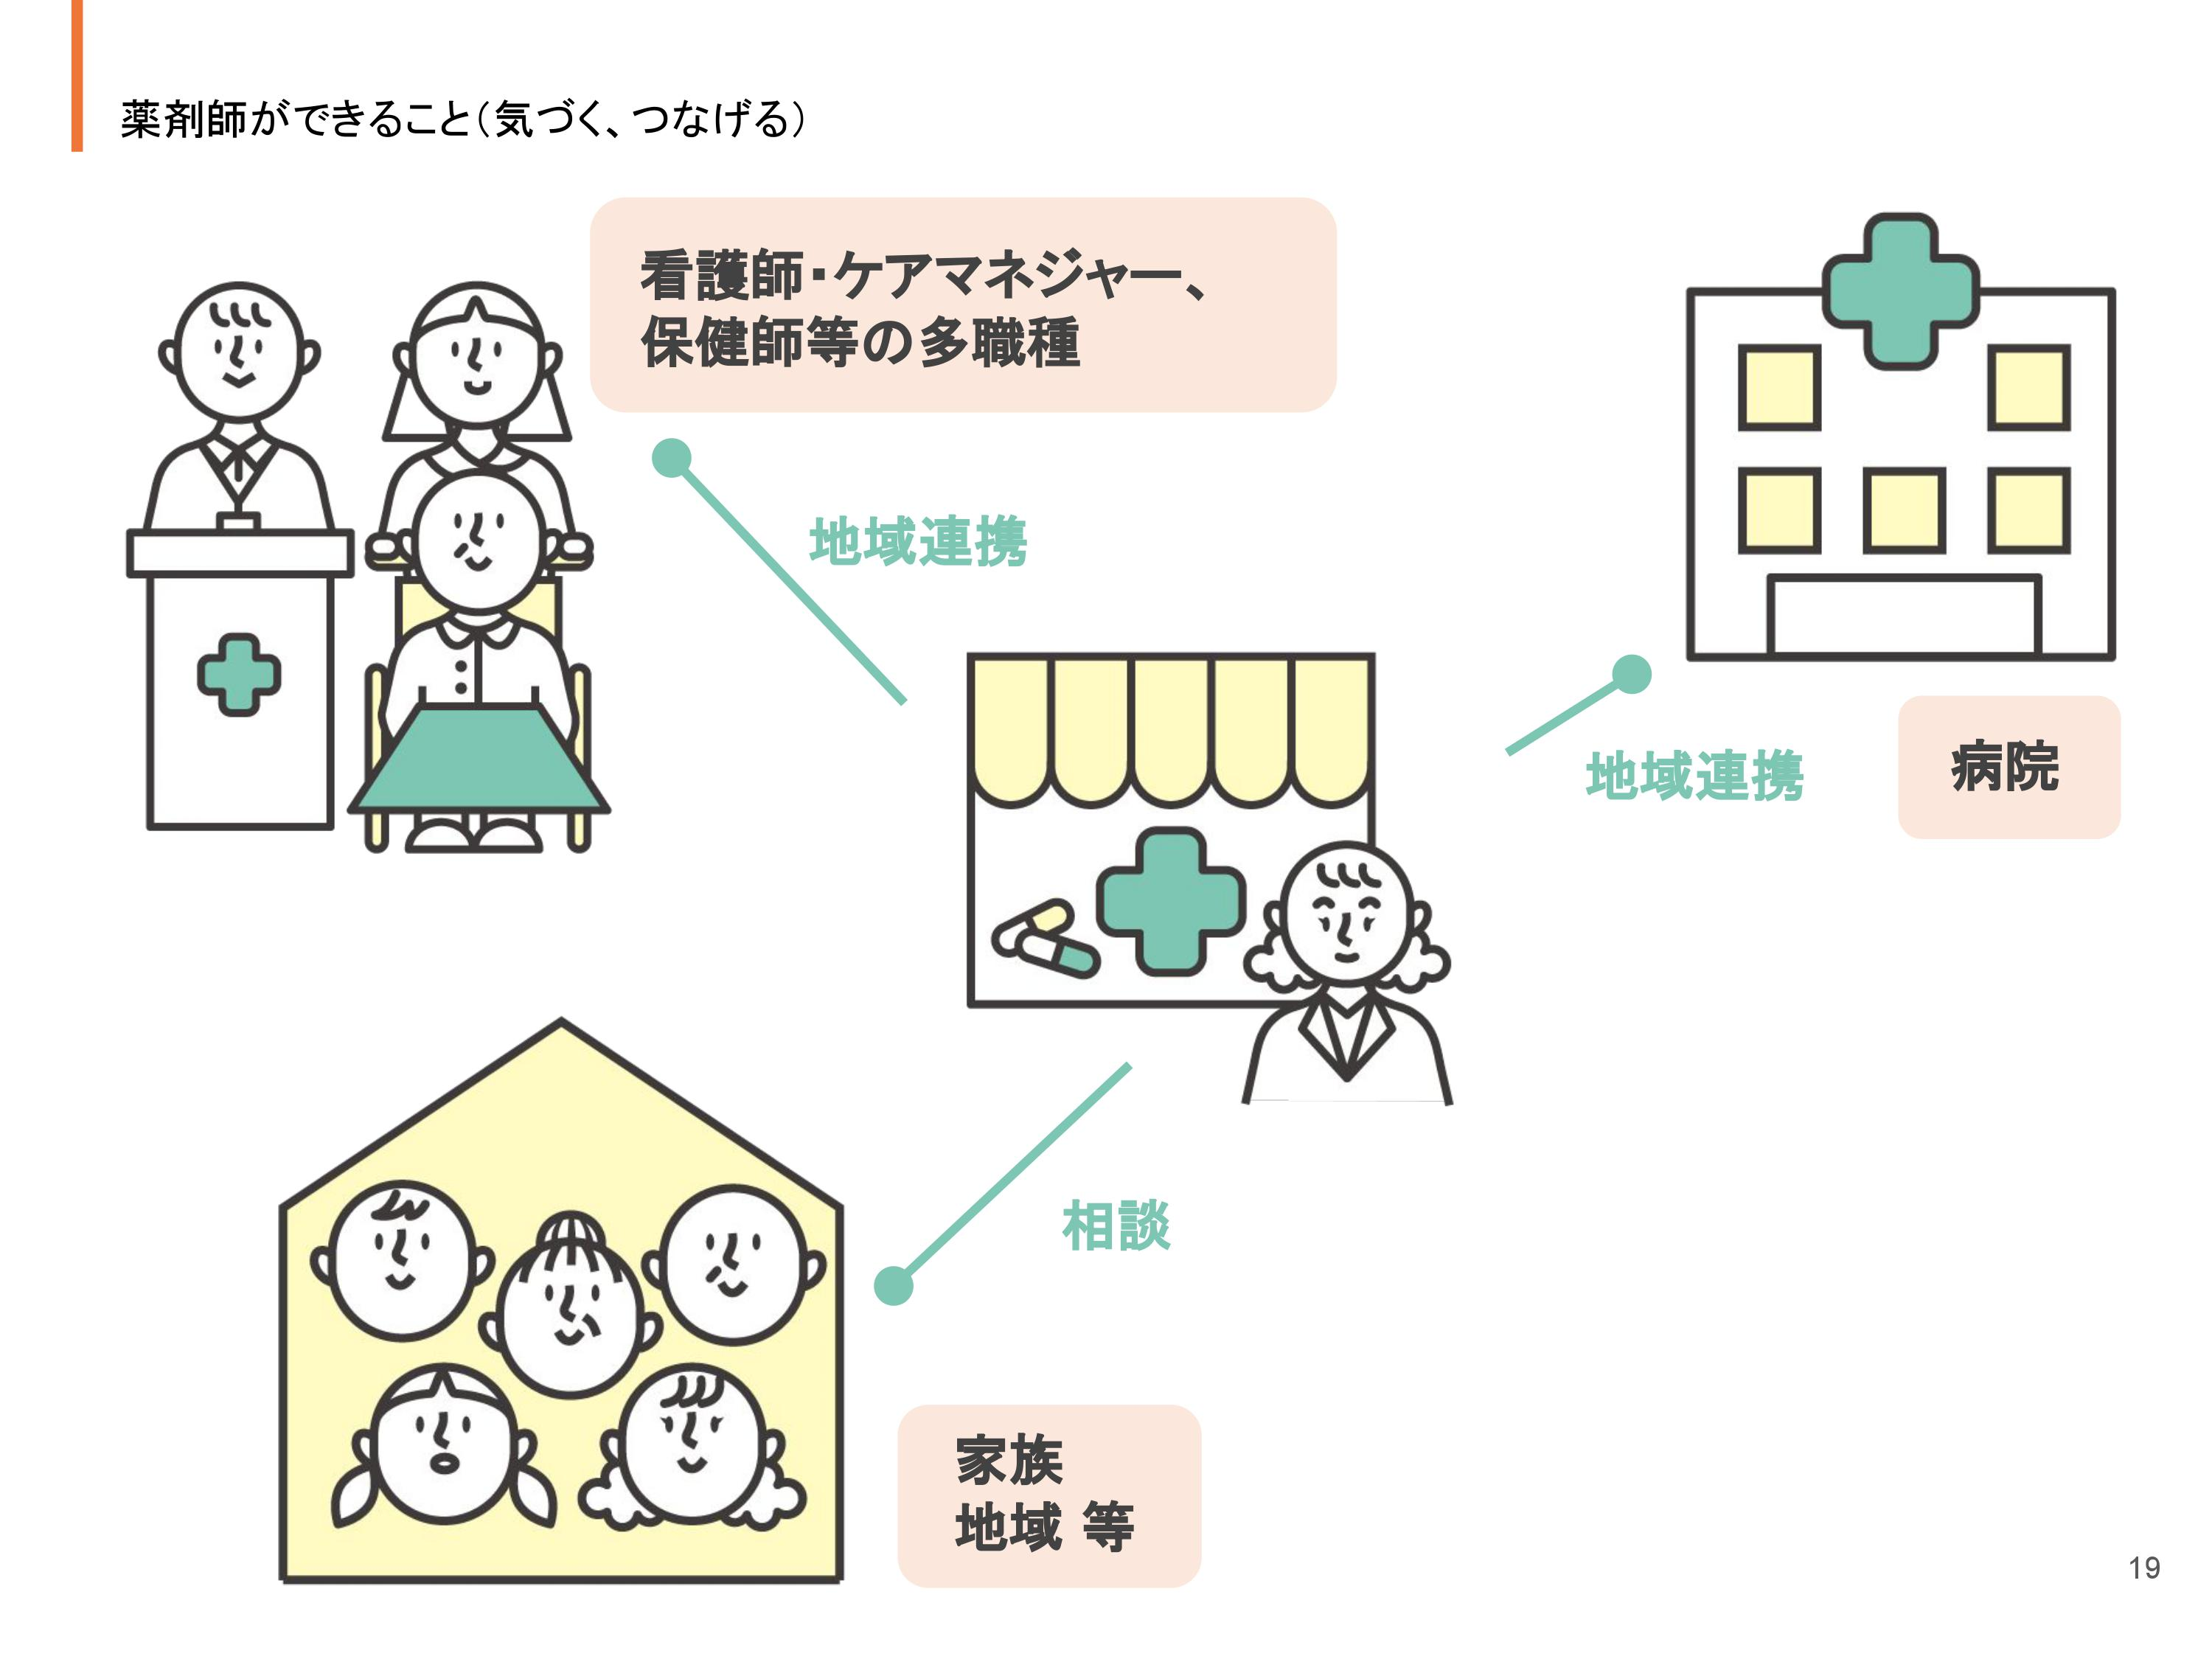 薬剤師ができること（気づく、つなげる）
看護師・ケアマネジャー、
保健師等の多職種
地域連携
地域連携
病院
相談
家族
地域 等
19